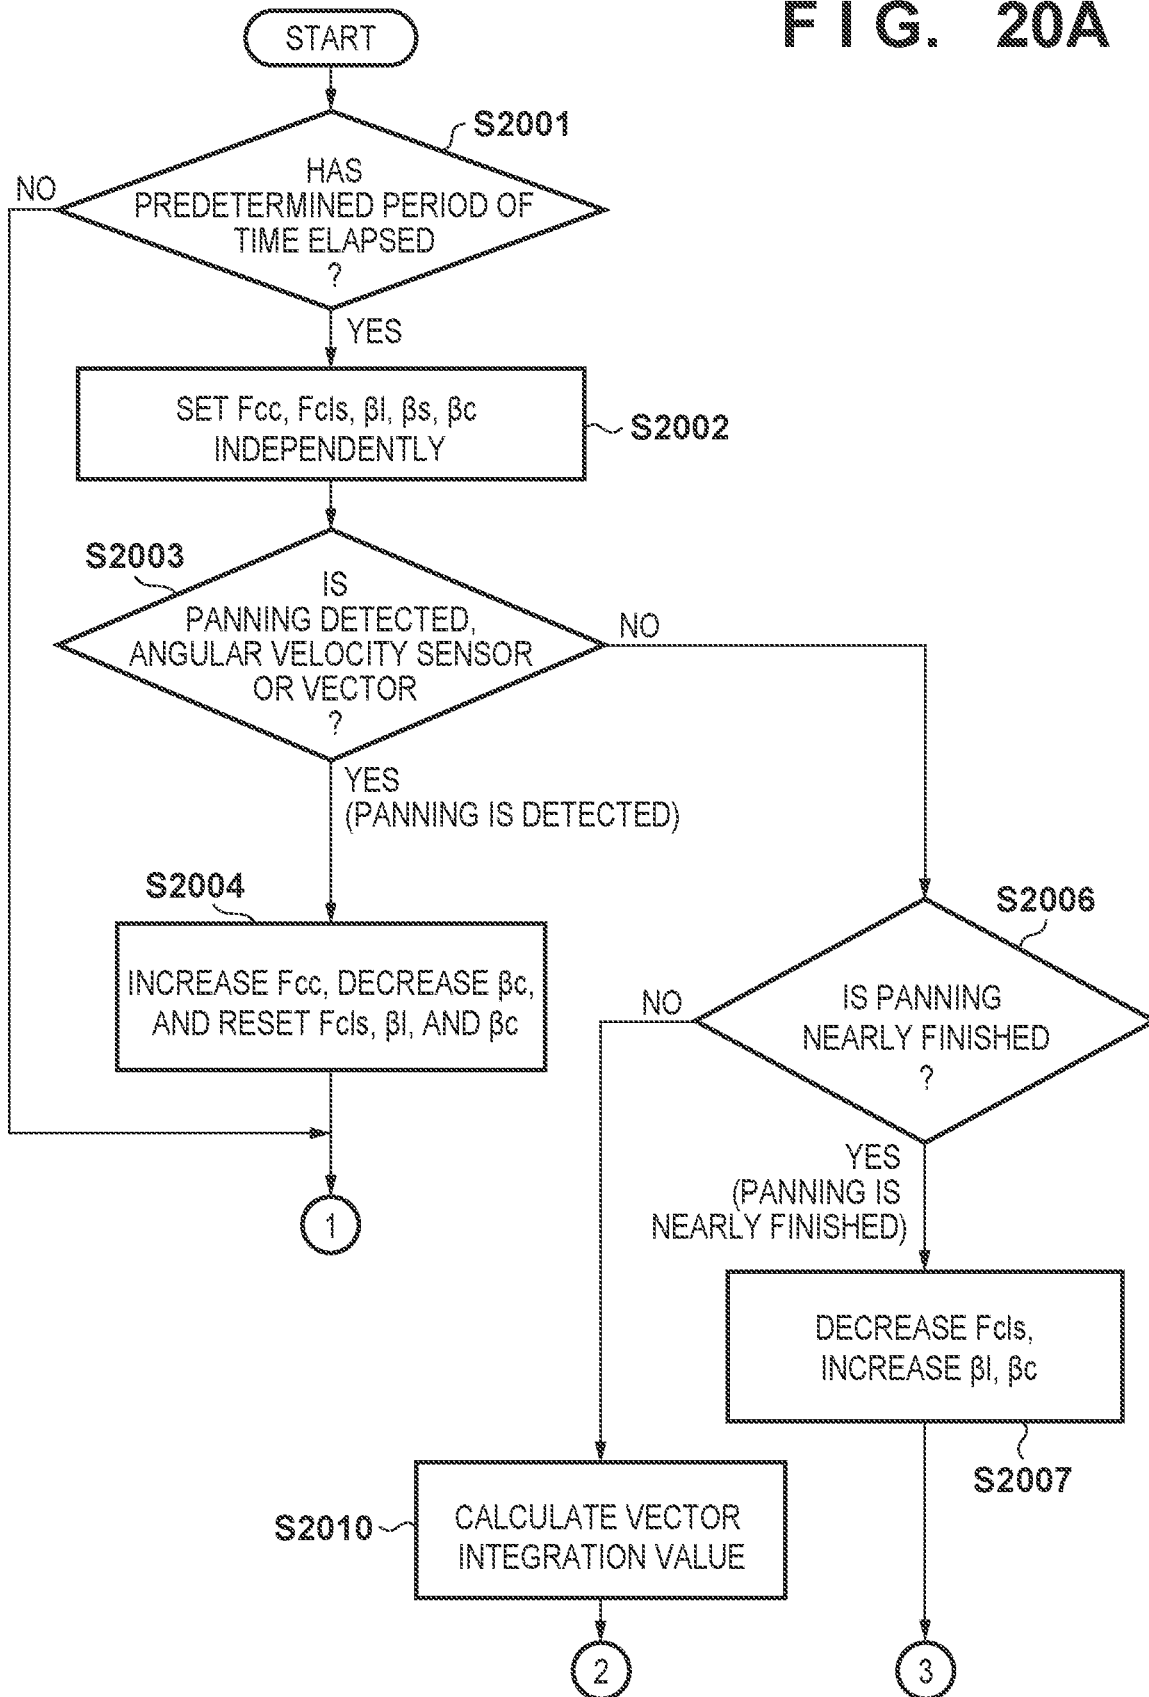 FIG. 20A
START
S2001
HAS
PREDETERMINED PERIOD OF
TIME ELAPSED
?
NO
YES
SET Fcc, Fcls, βl, βs, βc
INDEPENDENTLY
S2002
S2003
IS
PANNING DETECTED,
ANGULAR VELOCITY SENSOR
OR VECTOR
?
NO
YES
(PANNING IS DETECTED)
S2004
INCREASE Fcc, DECREASE βc,
AND RESET Fcls, βl, AND βc
1
S2006
IS PANNING
NEARLY FINISHED
?
NO
YES
(PANNING IS
NEARLY FINISHED)
DECREASE Fcls,
INCREASE βl, βc
S2007
S2010
CALCULATE VECTOR
INTEGRATION VALUE
2
3